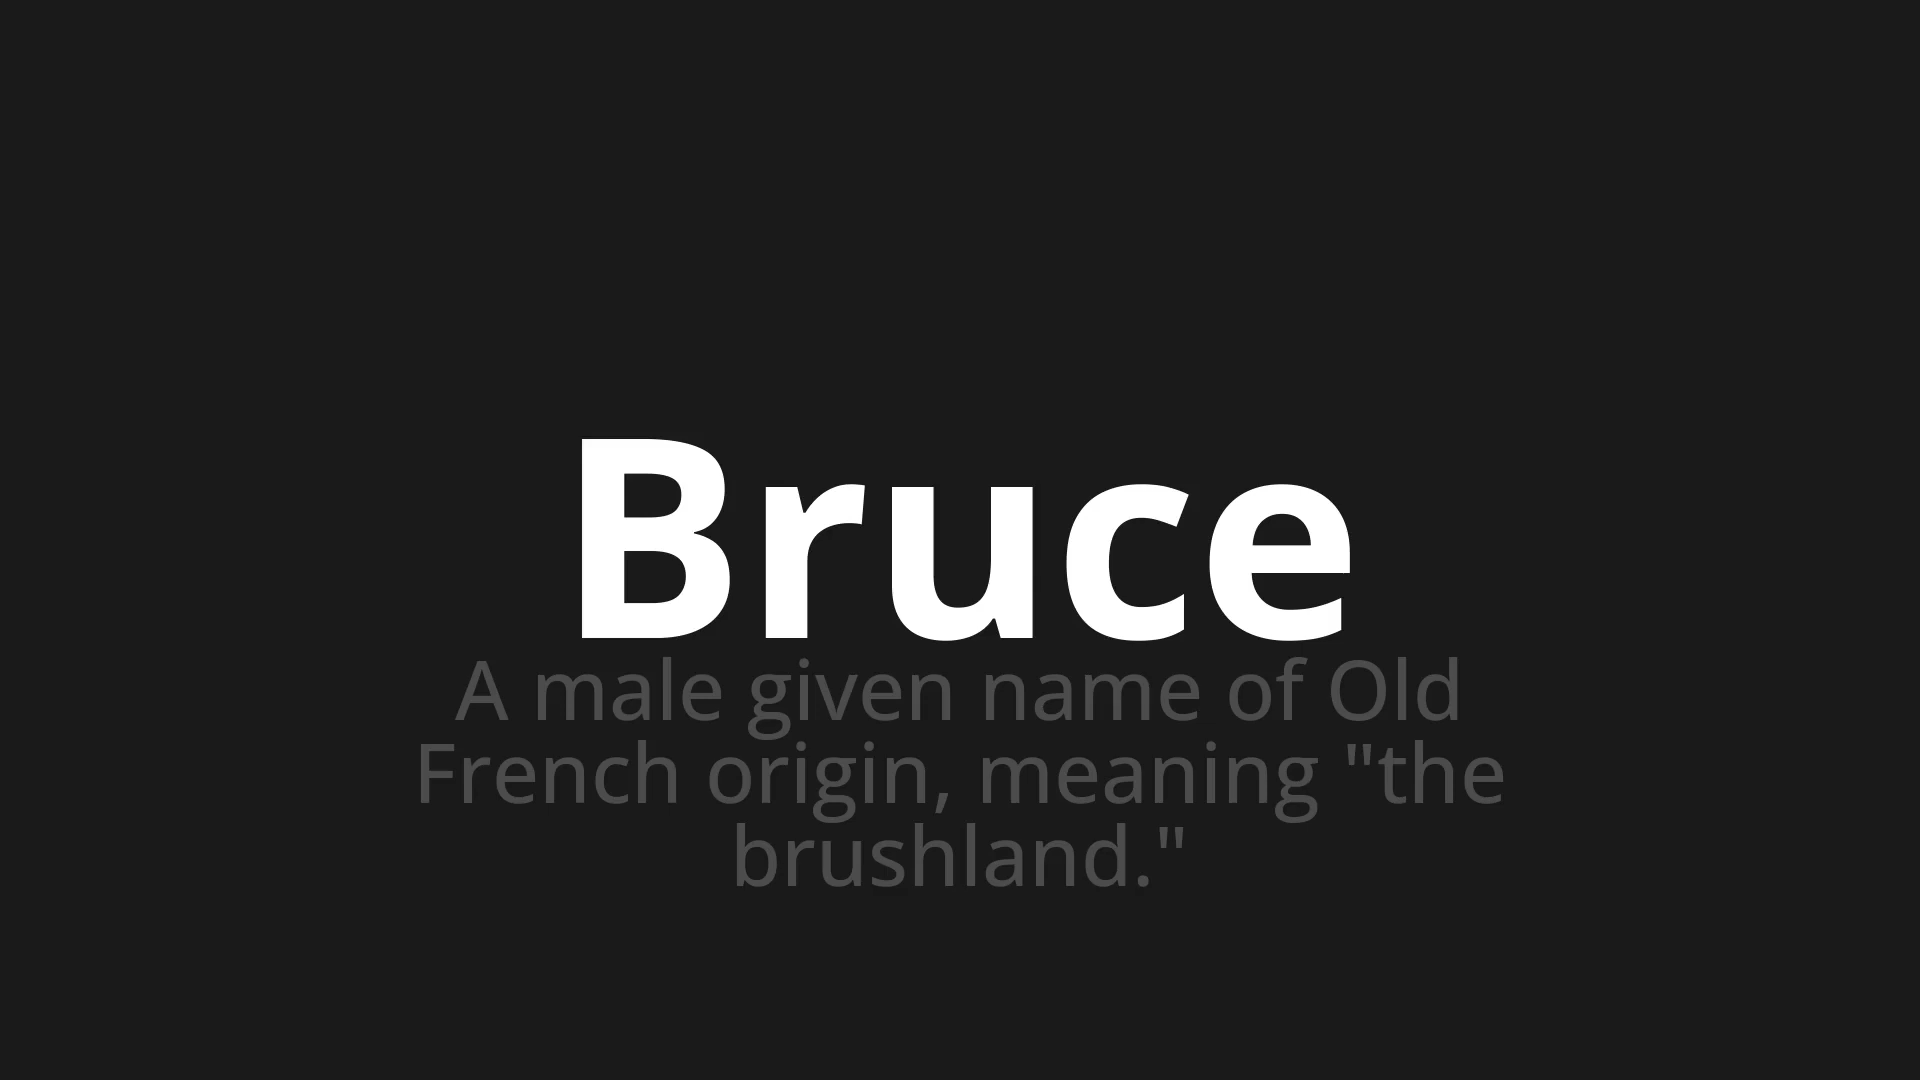 Bruce
A male given name of Old
French origin, meaning "the
brushland."